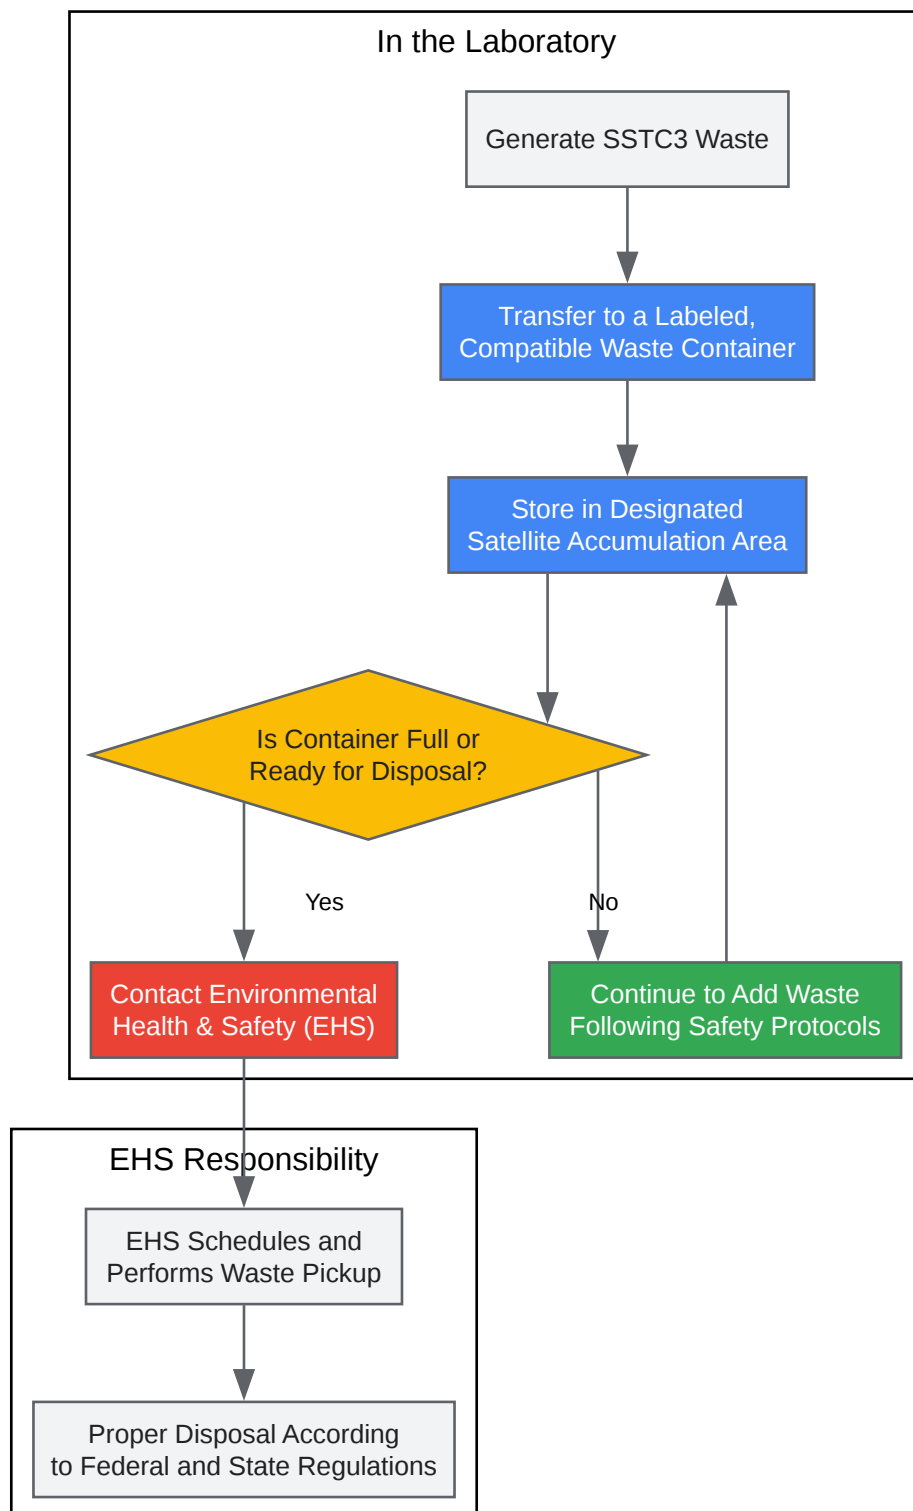 In the Laboratory
Generate SSTC3 Waste
Transfer to a Labeled,
Compatible Waste Container
Store in Designated
Satellite Accumulation Area
Is Container Full or
Ready for Disposal?
Yes
No
Contact Environmental
Health & Safety (EHS)
Continue to Add Waste
Following Safety Protocols
EHS Responsibility
EHS Schedules and
Performs Waste Pickup
Proper Disposal According
to Federal and State Regulations